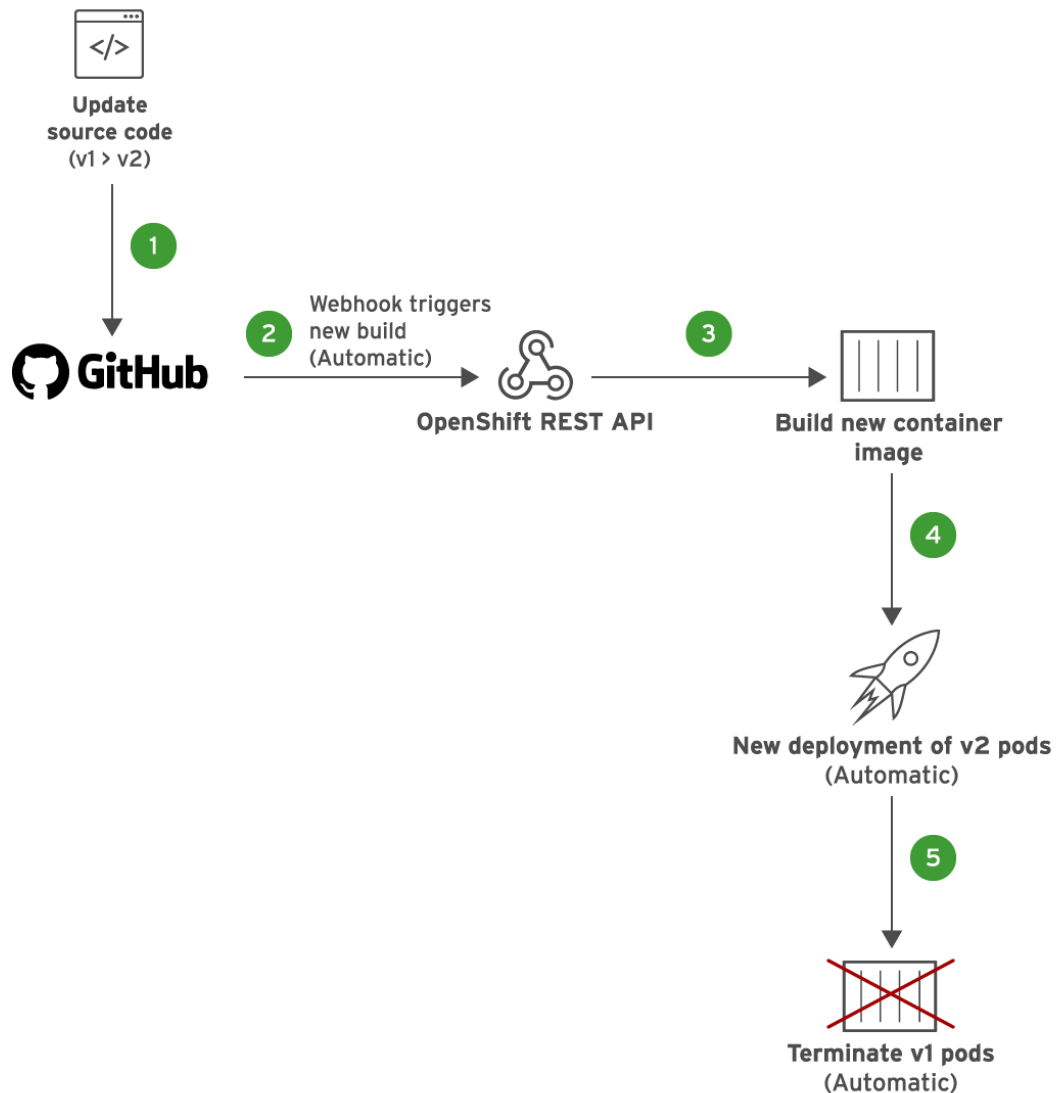 </>
Update
source code
(v1 > v2)
1
GitHub
2
Webhook triggers
new build
(Automatic)
OpenShift REST API
3
Build new container
image
4
New deployment of v2 pods
(Automatic)
5
Terminate v1 pods
(Automatic)